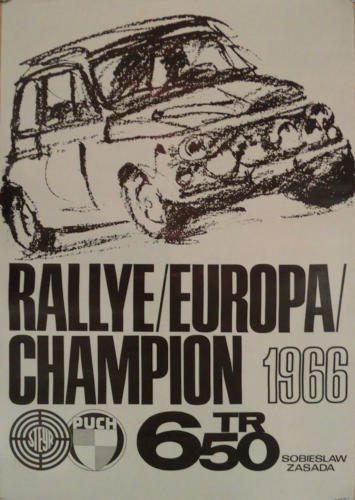 RALLYE/EUROPA/
CHAMPION 1966
STEYR PUCH 650 TR
SOBIESLAW
ZASADA